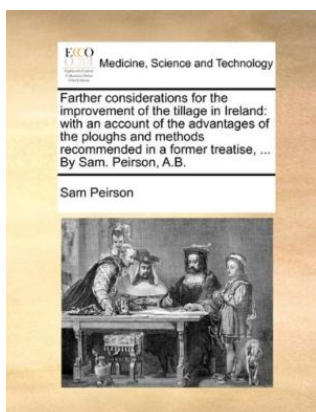 ECCO
Medicine, Science and Technology
Farther considerations for the
improvement of the tillage in Ireland:
with an account of the advantages of
the ploughs and methods
recommended in a former treatise, ...
By Sam. Peirson, A.B.
Sam Peirson